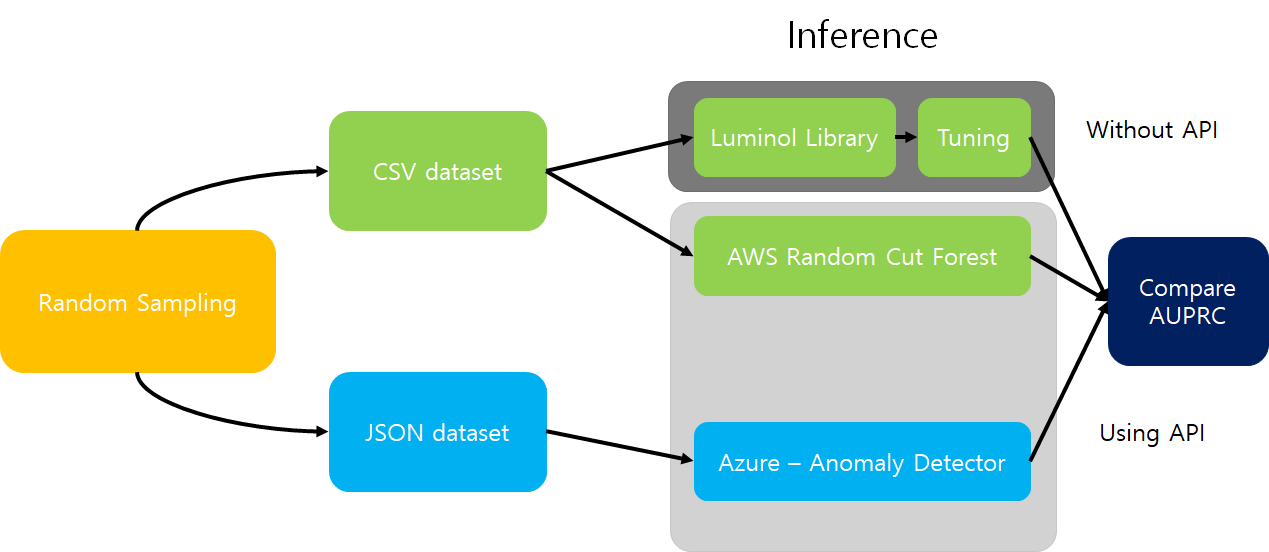 Inference
Luminol Library
Tuning
Without API
CSV dataset
AWS Random Cut Forest
Random Sampling
Compare
AUPRC
JSON dataset
Azure – Anomaly Detector
Using API